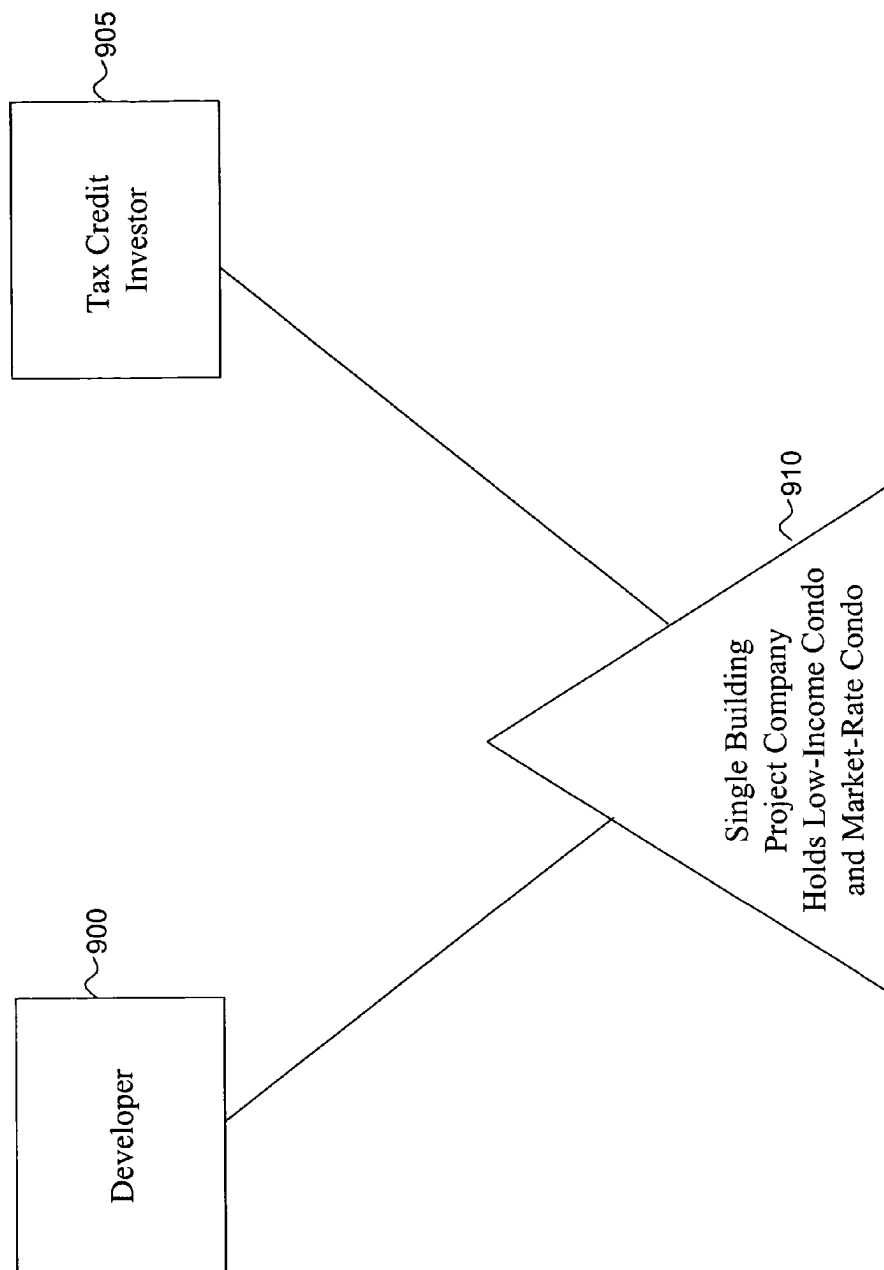 Developer
900
Tax Credit
Investor
905
Single Building
Project Company
Holds Low-Income Condo
and Market-Rate Condo
910